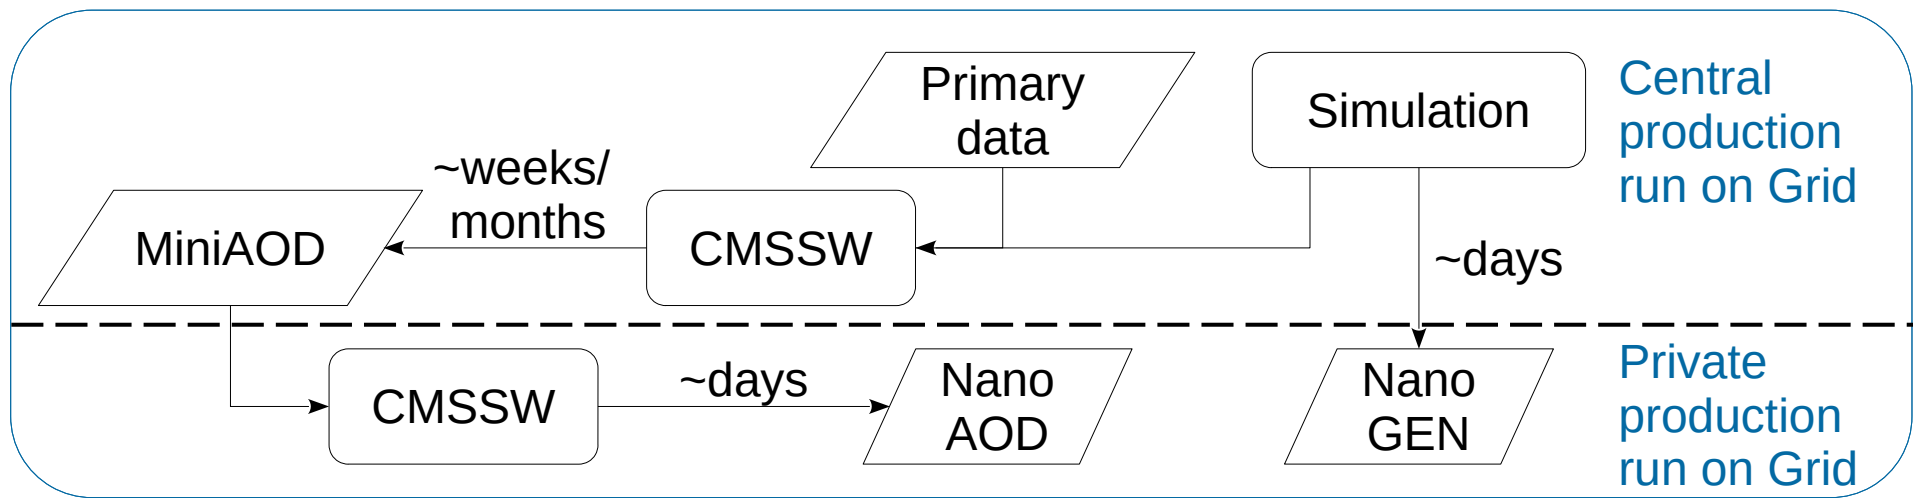 Primary
data
Simulation
Central
production
run on Grid
~weeks/
months
MiniAOD
CMSSW
~days
CMSSW
~days
Nano
AOD
Nano
GEN
Private
production
run on Grid